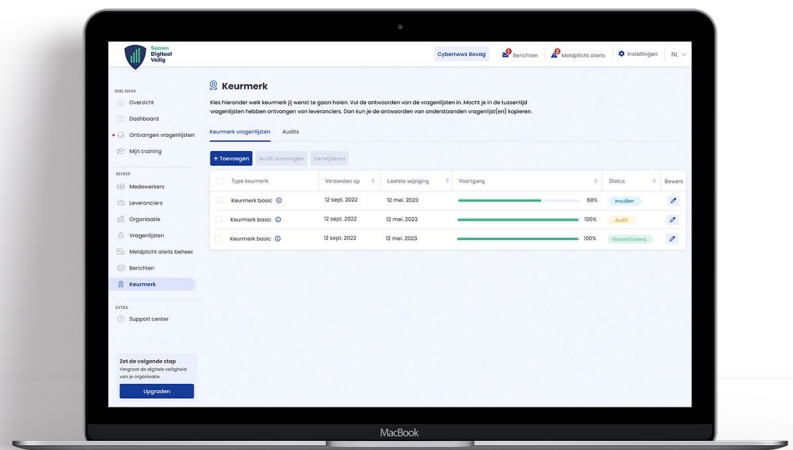 Samen
Digitaal
Veilig
Cybernews Bovag
1
Berichten
2
Meldplicht alerts
Instellingen
NL
SNEL NAAR
Overzicht
Dashboard
Ontvangen vragenlijsten
Mijn training
BEHEER
Medewerkers
Leveranciers
Organisatie
Vragenlijsten
Meldplicht alerts beheer
Berichten
Keurmerk
EXTRA
Support center
Zet de volgende stap
Vergroot de digitale veiligheid
van je organisatie.
Upgraden
Keurmerk
Kies hieronder welk keurmerk jij wenst te gaan halen. Vul de antwoorden van de vragenlijsten in. Mocht je in de tussentijd
vragenlijsten hebben ontvangen van leveranciers. Dan kun je de antwoorden van onderstaanden vragenlijst(en) kopieren.
Keurmerk vragenlijsten Audits
+ Toevoegen Audit aanvragen Verwijderen
Type keurmerk Verzonden op Laatste wijziging Voortgang Status Bewerk
Keurmerk basic 12 sept. 2022 12 mei. 2023 68% Invullen
Keurmerk basic 12 sept. 2022 12 mei. 2023 100% Audit
Keurmerk basic 12 sept. 2022 12 mei. 2023 100% Gecertificeerd
MacBook